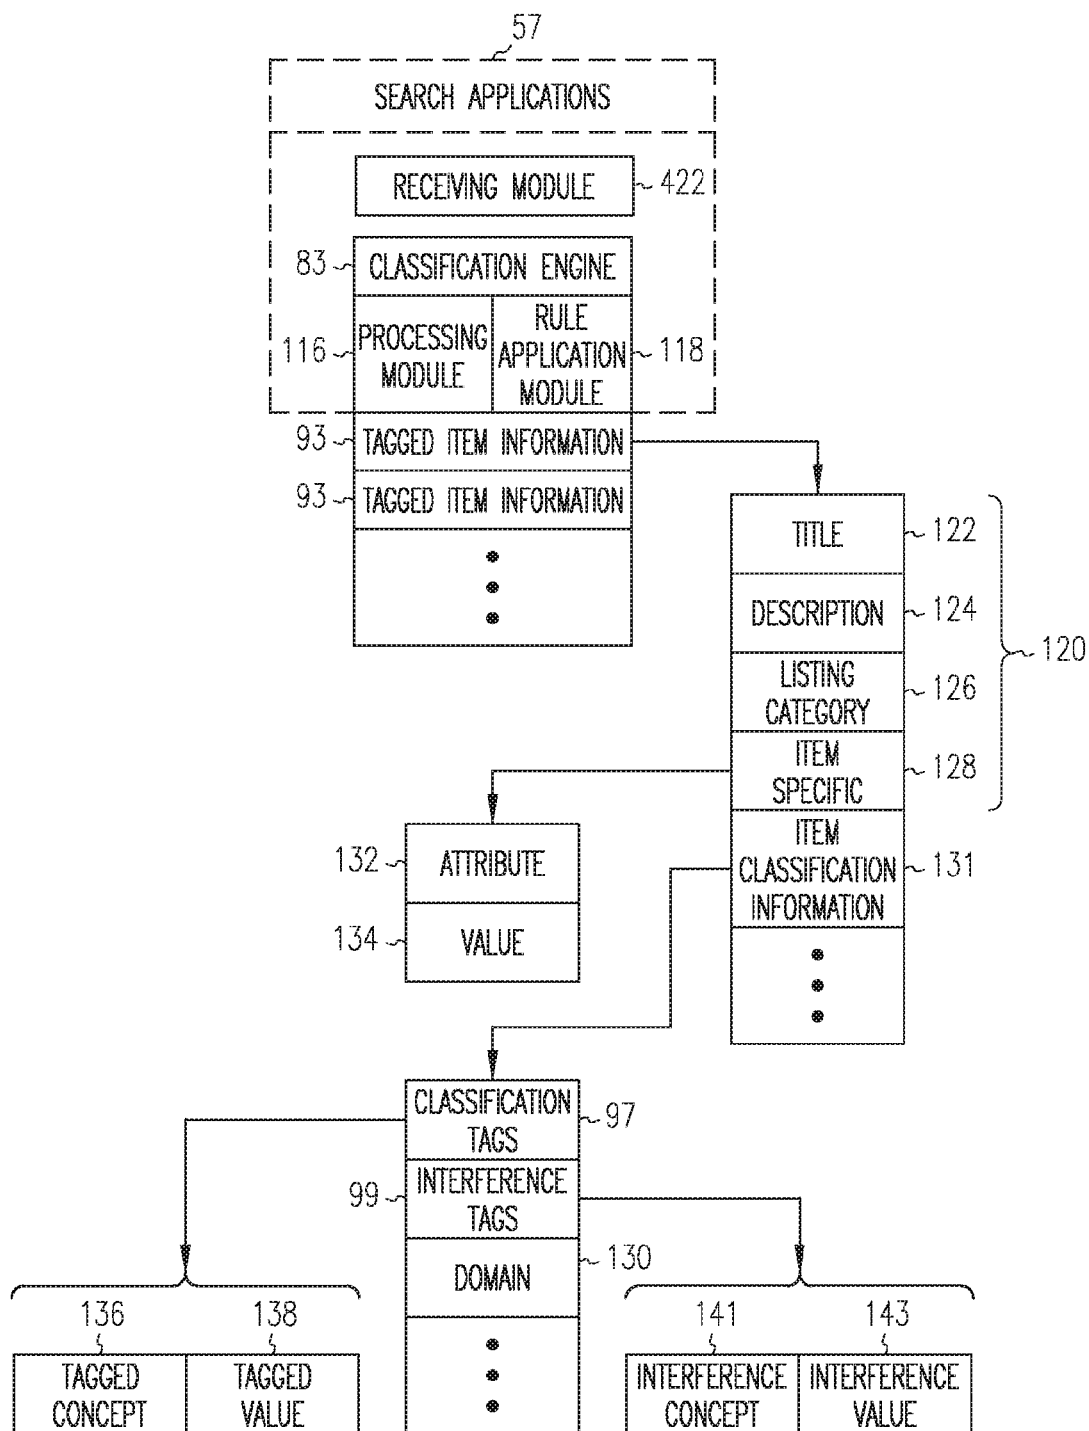 57
SEARCH APPLICATIONS
RECEIVING MODULE
422
83
CLASSIFICATION ENGINE
116
PROCESSING
MODULE
RULE
APPLICATION
MODULE
118
93
TAGGED ITEM INFORMATION
93
TAGGED ITEM INFORMATION
TITLE
122
DESCRIPTION
124
120
LISTING
CATEGORY
126
ITEM
SPECIFIC
128
ITEM
CLASSIFICATION
INFORMATION
131
132
ATTRIBUTE
134
VALUE
CLASSIFICATION
TAGS
97
99
INTERFERENCE
TAGS
DOMAIN
130
136
138
141
143
TAGGED
CONCEPT
TAGGED
VALUE
INTERFERENCE
CONCEPT
INTERFERENCE
VALUE